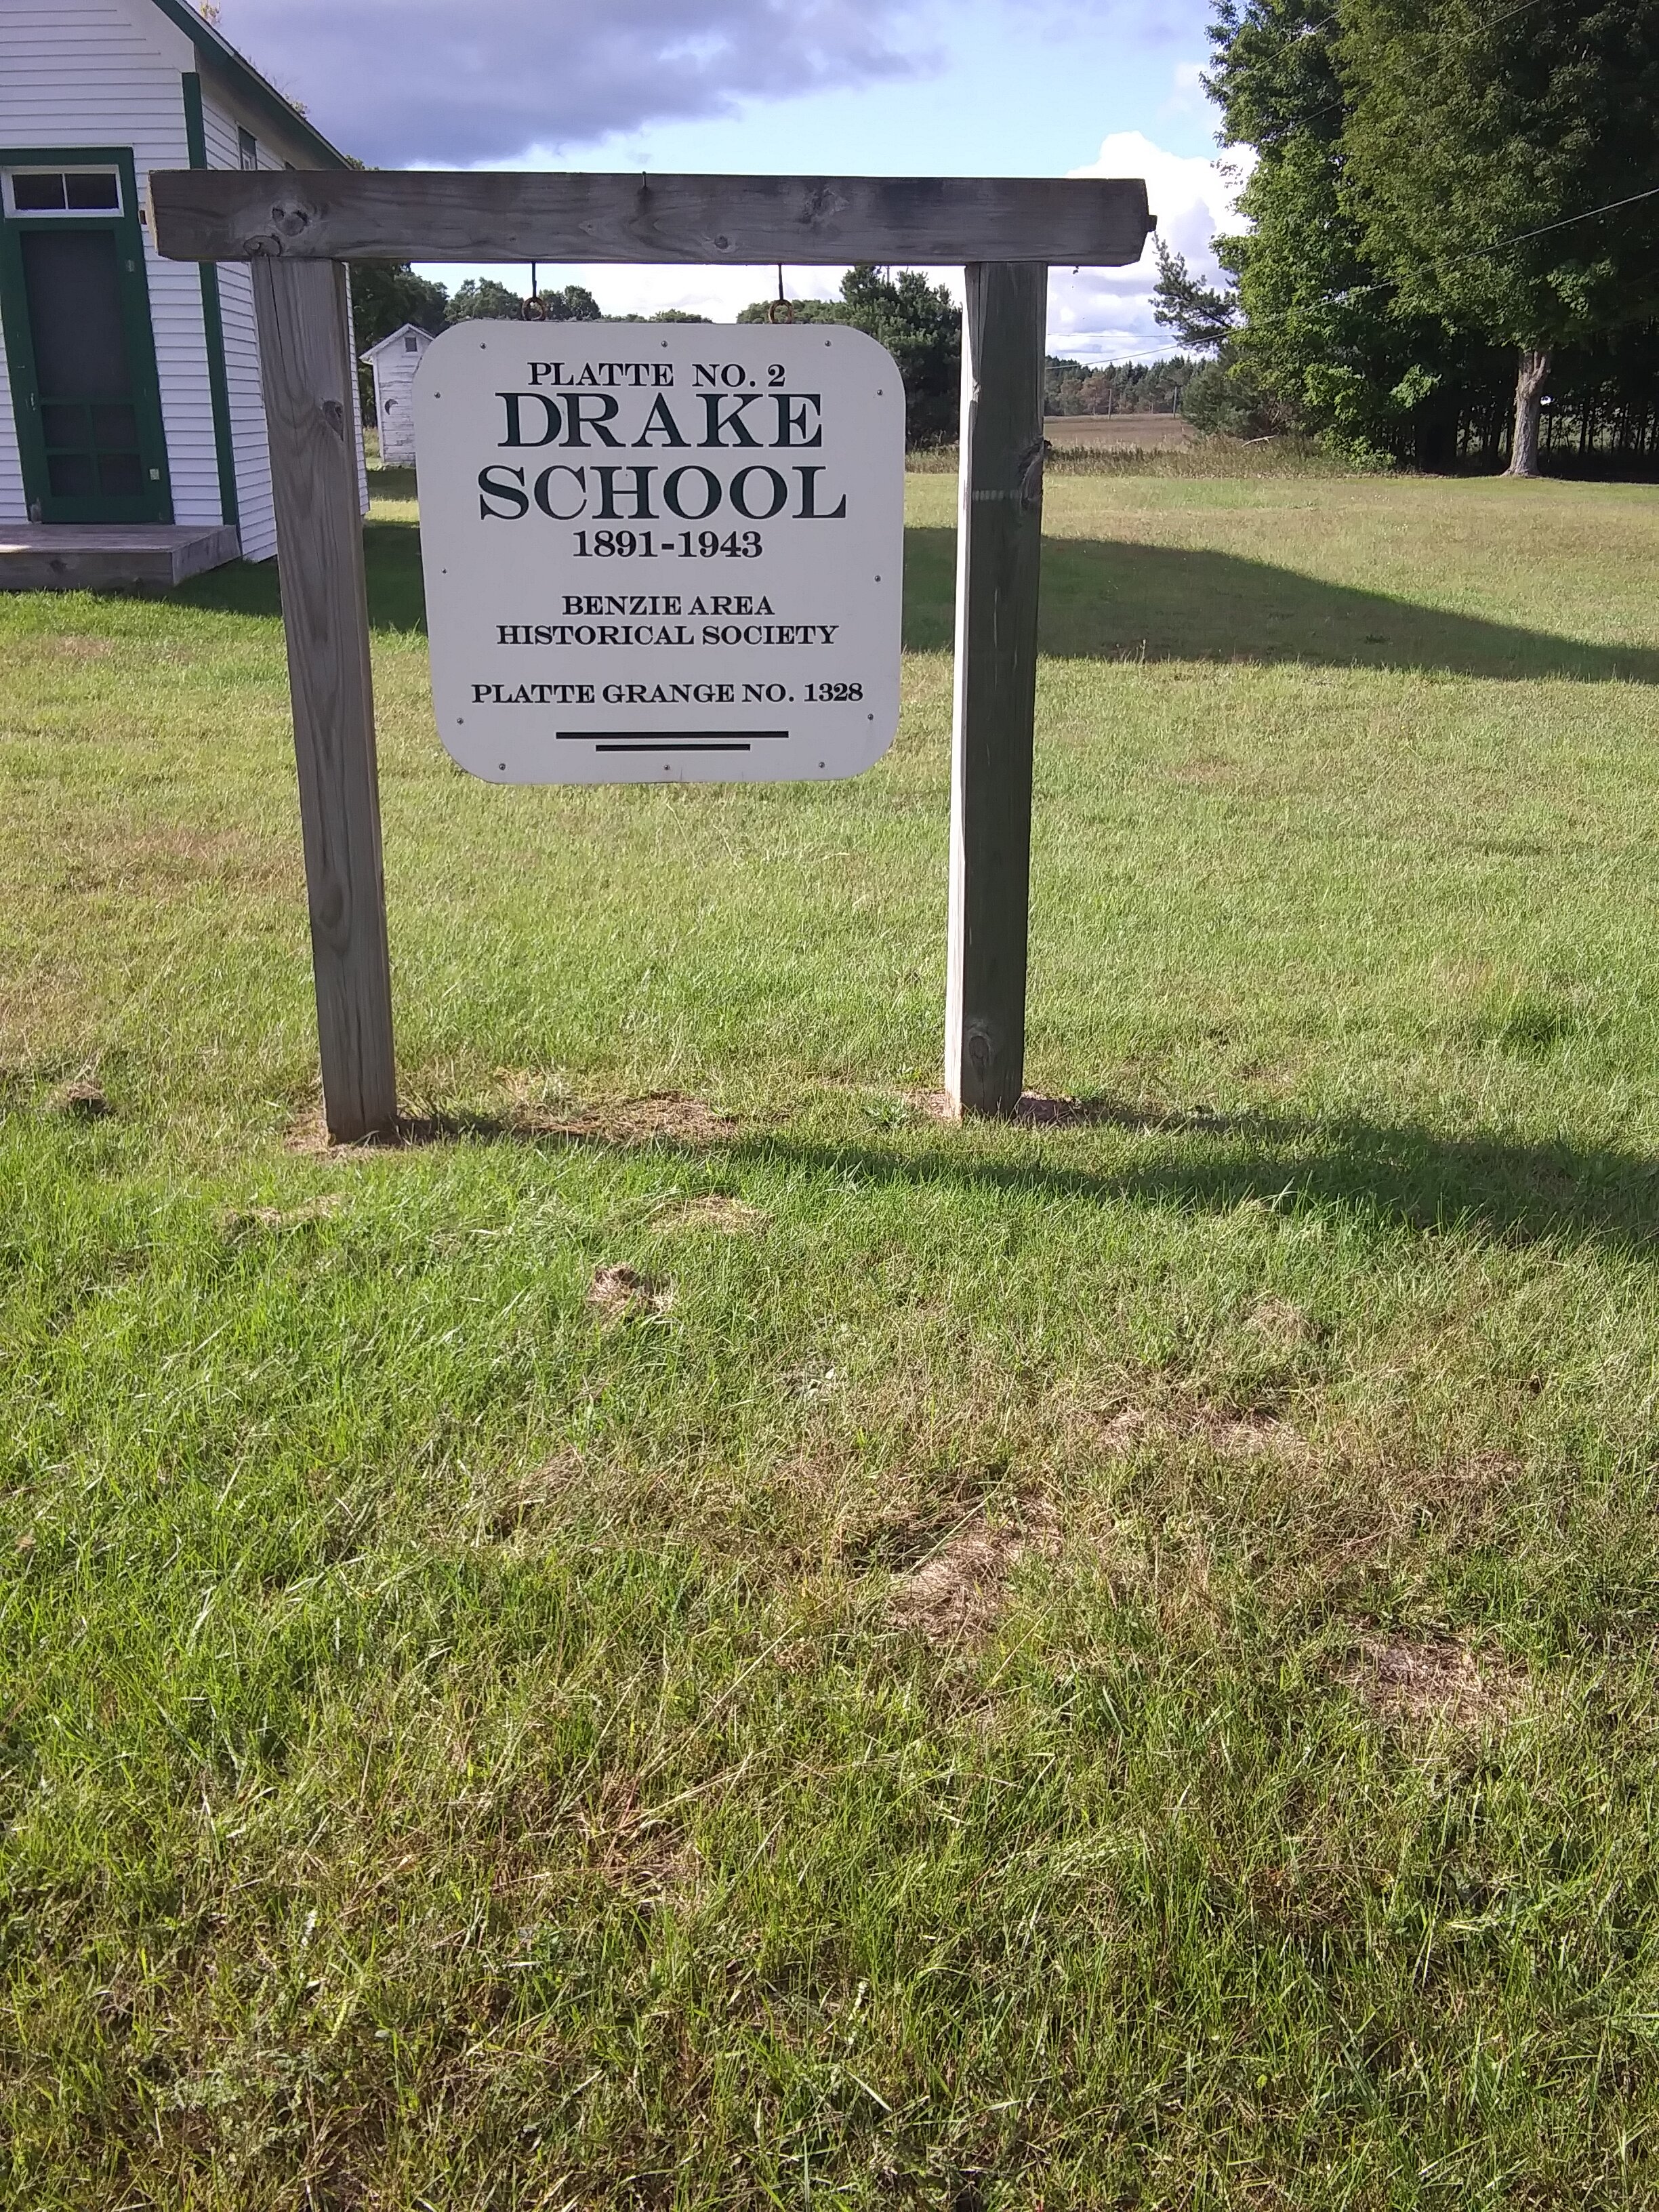 PLATTE NO. 2
DRAKE
SCHOOL
1891-1943
BENZIE AREA
HISTORICAL SOCIETY
PLATTE GRANGE NO. 1328